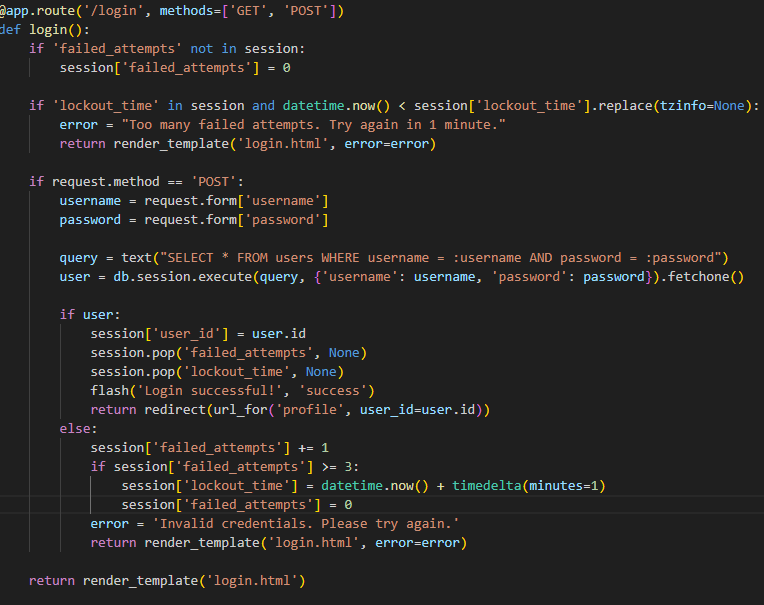 @app.route('/login', methods=['GET', 'POST'])
def login():
    if 'failed_attempts' not in session:
        session['failed_attempts'] = 0

    if 'lockout_time' in session and datetime.now() < session['lockout_time'].replace(tzinfo=None):
        error = "Too many failed attempts. Try again in 1 minute."
        return render_template('login.html', error=error)

    if request.method == 'POST':
        username = request.form['username']
        password = request.form['password']

        query = text("SELECT * FROM users WHERE username = :username AND password = :password")
        user = db.session.execute(query, {'username': username, 'password': password}).fetchone()

        if user:
            session['user_id'] = user.id
            session.pop('failed_attempts', None)
            session.pop('lockout_time', None)
            flash('Login successful!', 'success')
            return redirect(url_for('profile', user_id=user.id))
        else:
            session['failed_attempts'] += 1
            if session['failed_attempts'] >= 3:
                session['lockout_time'] = datetime.now() + timedelta(minutes=1)
                session['failed_attempts'] = 0
            error = 'Invalid credentials. Please try again.'
            return render_template('login.html', error=error)

    return render_template('login.html')